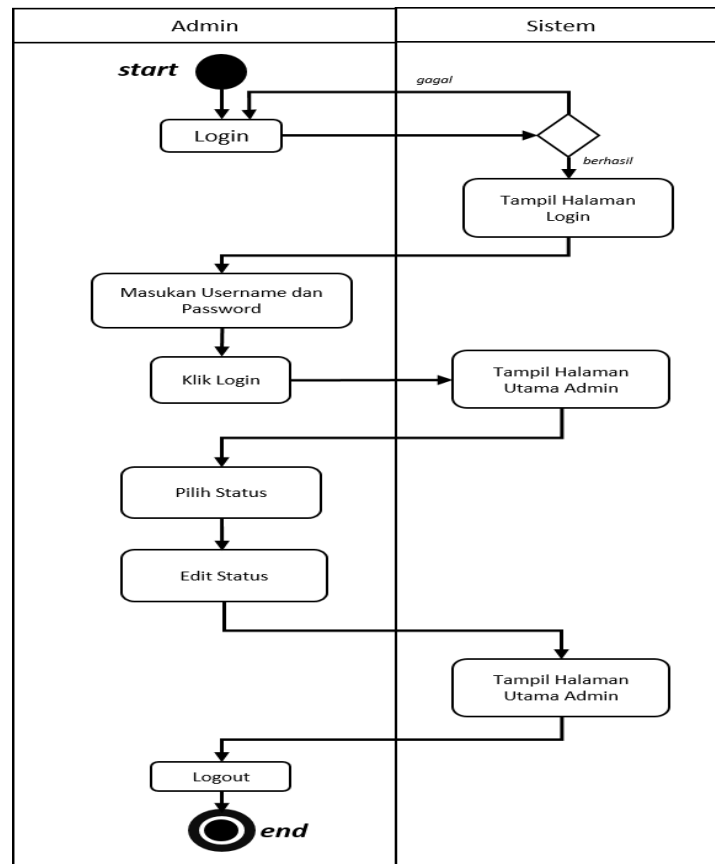 Admin
Sistem
start
gagal
Login
berhasil
Tampil Halaman
Login
Masukan Username dan
Password
Klik Login
Tampil Halaman
Utama Admin
Pilih Status
Edit Status
Tampil Halaman
Utama Admin
Logout
end